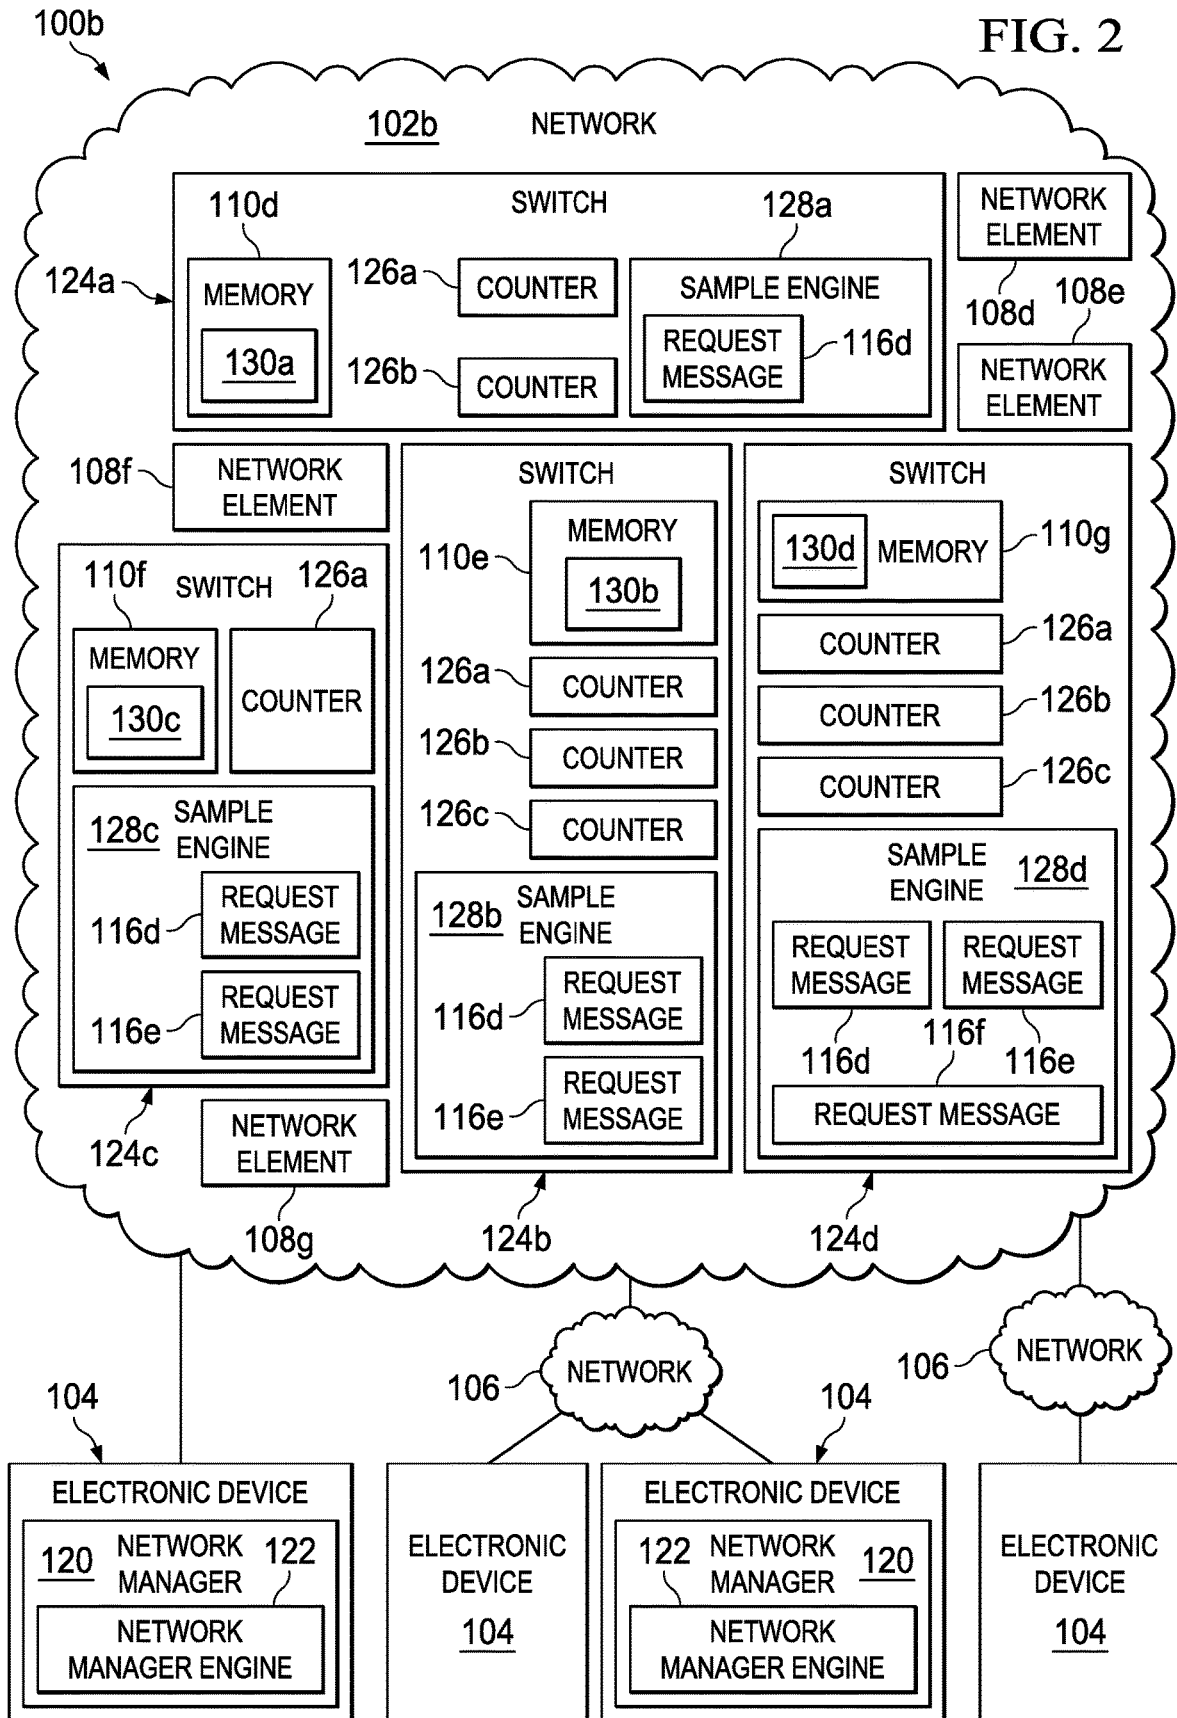 100b
FIG. 2
102b NETWORK
110d
SWITCH
128a
124a
MEMORY
130a
126a
COUNTER
126b
COUNTER
SAMPLE ENGINE
REQUEST
MESSAGE
116d
NETWORK
ELEMENT
108d
108e
NETWORK
ELEMENT
108f
NETWORK
ELEMENT
110f
SWITCH
126a
MEMORY
130c
COUNTER
128c
SAMPLE
ENGINE
116d
REQUEST
MESSAGE
116e
REQUEST
MESSAGE
124c
NETWORK
ELEMENT
108g
SWITCH
110e
MEMORY
130b
126a
COUNTER
126b
COUNTER
126c
COUNTER
128b
SAMPLE
ENGINE
116d
REQUEST
MESSAGE
116e
REQUEST
MESSAGE
124b
SWITCH
130d
MEMORY
110g
COUNTER
126a
COUNTER
126b
COUNTER
126c
SAMPLE
ENGINE
128d
REQUEST
MESSAGE
REQUEST
MESSAGE
116d
116f
116e
REQUEST MESSAGE
124d
106
NETWORK
106
NETWORK
104
ELECTRONIC DEVICE
120
NETWORK
MANAGER
122
NETWORK
MANAGER ENGINE
ELECTRONIC
DEVICE
104
104
ELECTRONIC DEVICE
122
NETWORK
MANAGER
120
NETWORK
MANAGER ENGINE
ELECTRONIC
DEVICE
104